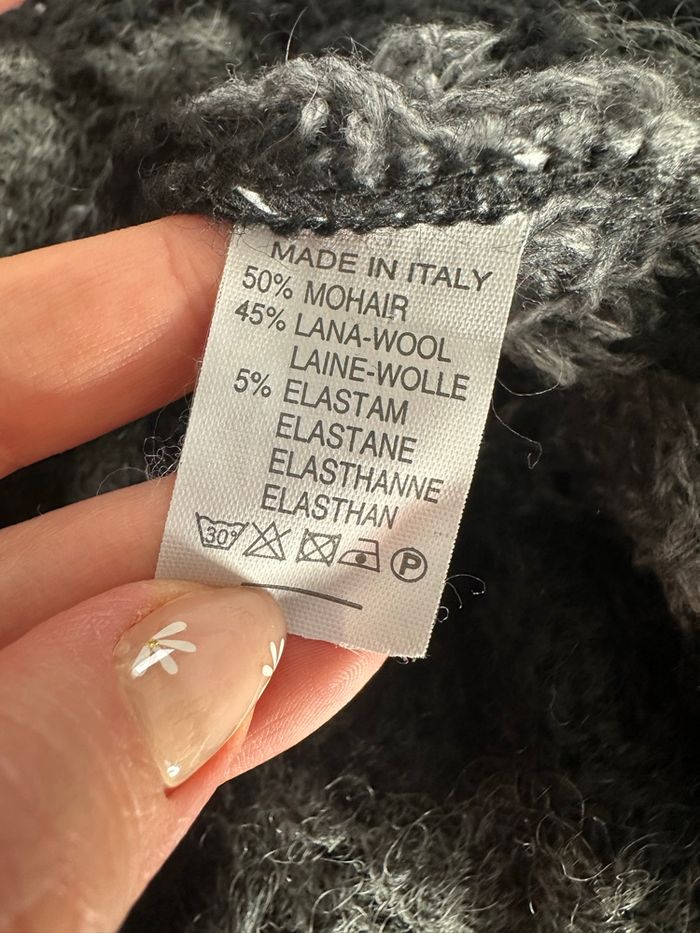 MADE IN ITALY
50% MOHAIR
45% LANA-WOOL
LAINE-WOLLE
5% ELASTAM
ELASTANE
ELASTHANNE
ELASTHAN
30° P